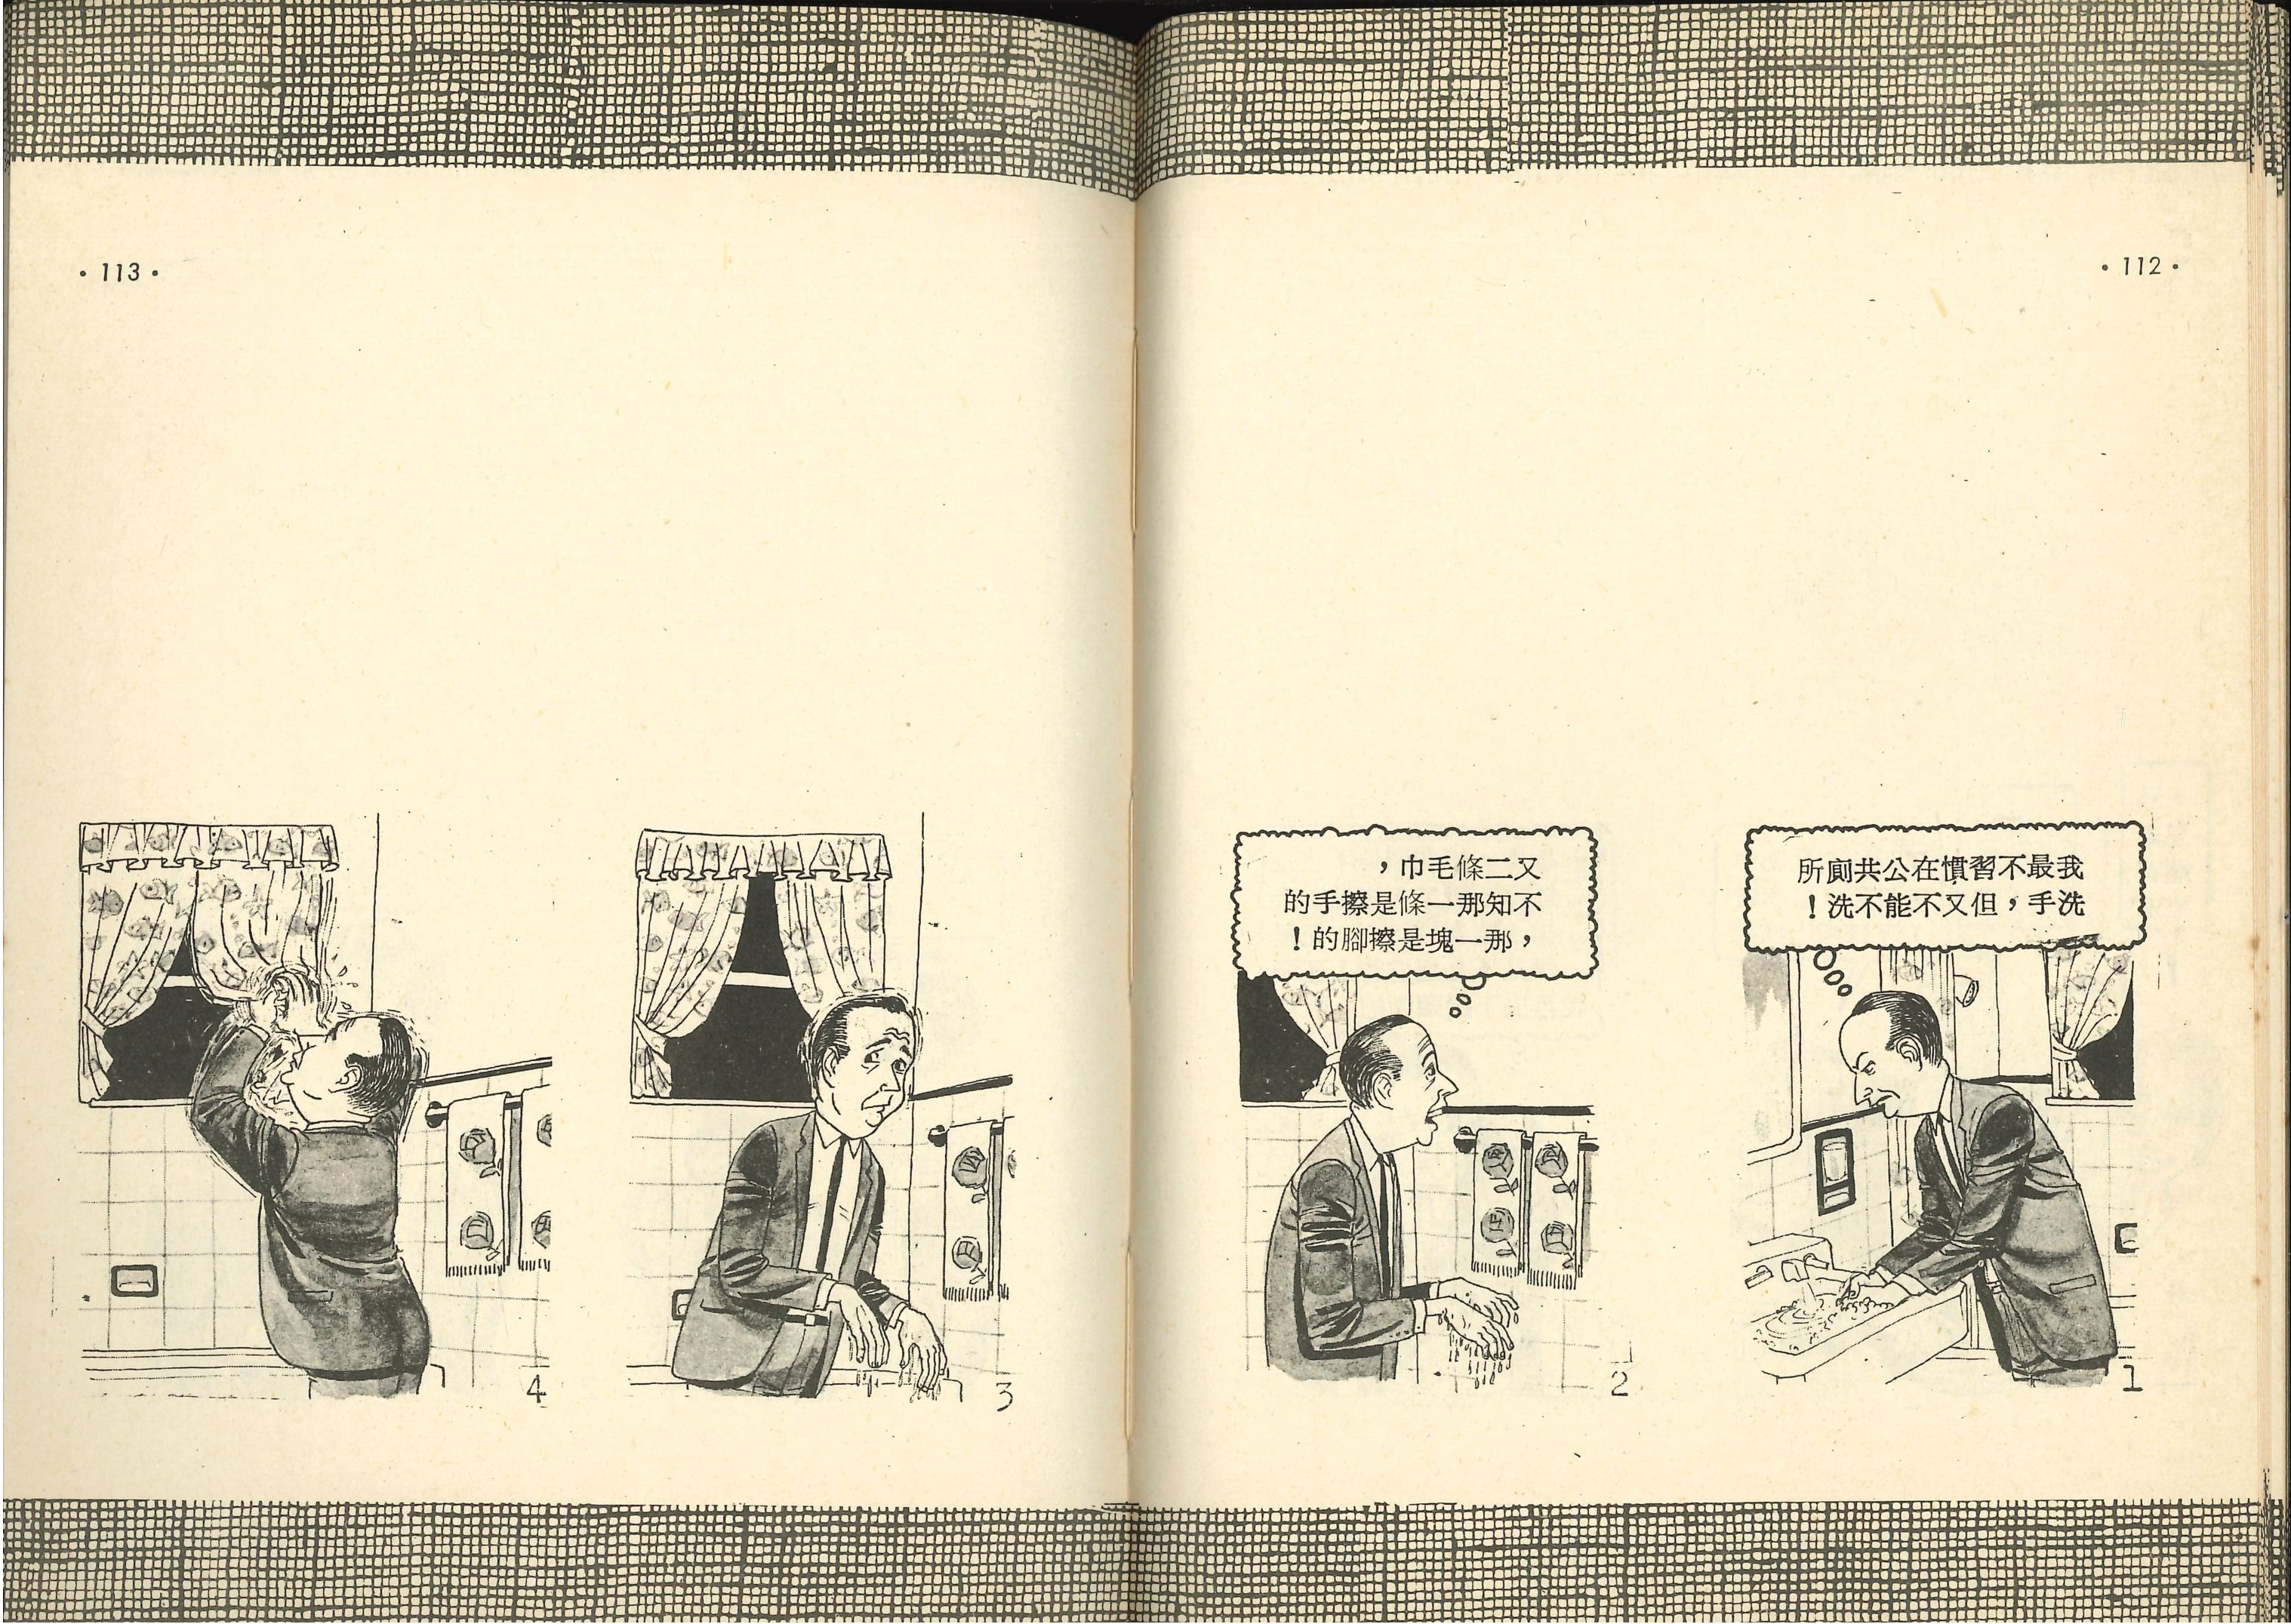 ·112·
我最不習慣在公共廁所
洗手，但又不能不洗！
1
又二條毛巾，
不知那一條是擦手的
，那一塊是擦腳的！
2
·113·
3
4